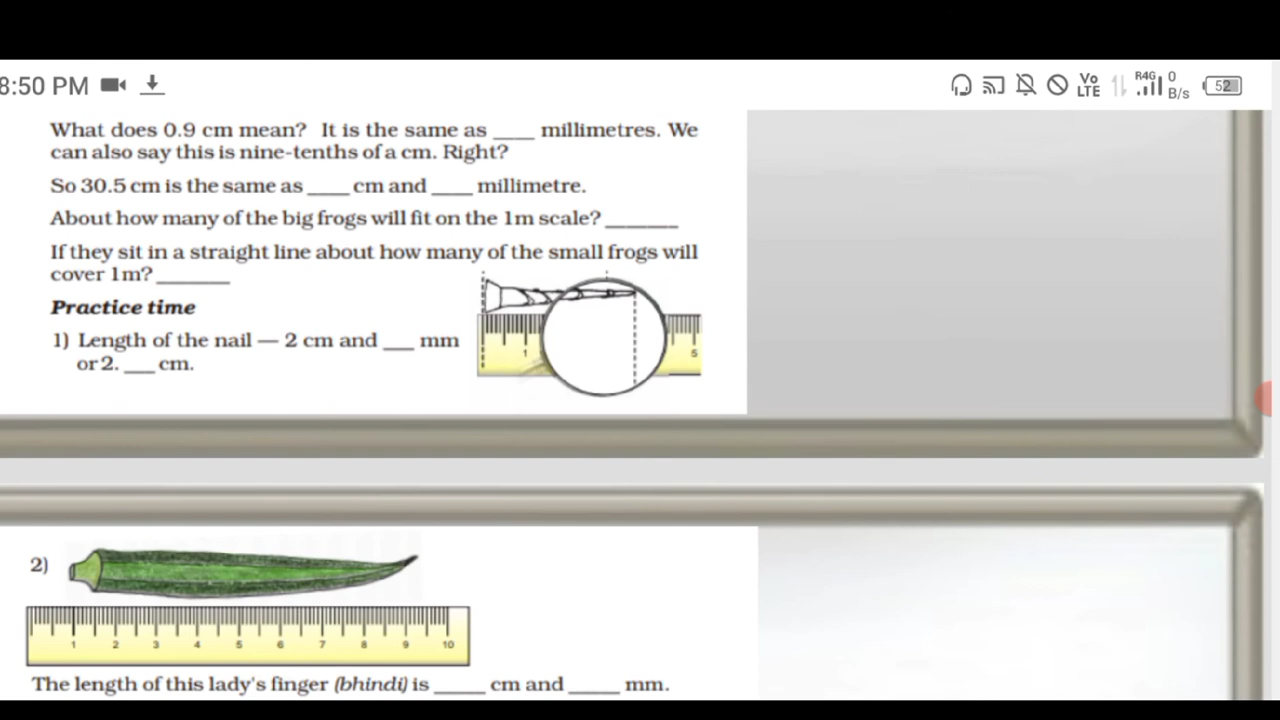 8:50 PM
Vo LTE R4G 0 B/s 52
What does 0.9 cm mean? It is the same as ____ millimetres. We
can also say this is nine-tenths of a cm. Right?
So 30.5 cm is the same as ____ cm and ____ millimetre.
About how many of the big frogs will fit on the 1m scale? _______
If they sit in a straight line about how many of the small frogs will
cover 1m? _______
Practice time
1) Length of the nail — 2 cm and ___ mm
or 2. ___ cm.
1 5
2)
1 2 3 4 5 6 7 8 9 10
The length of this lady's finger (bhindi) is _____ cm and _____ mm.